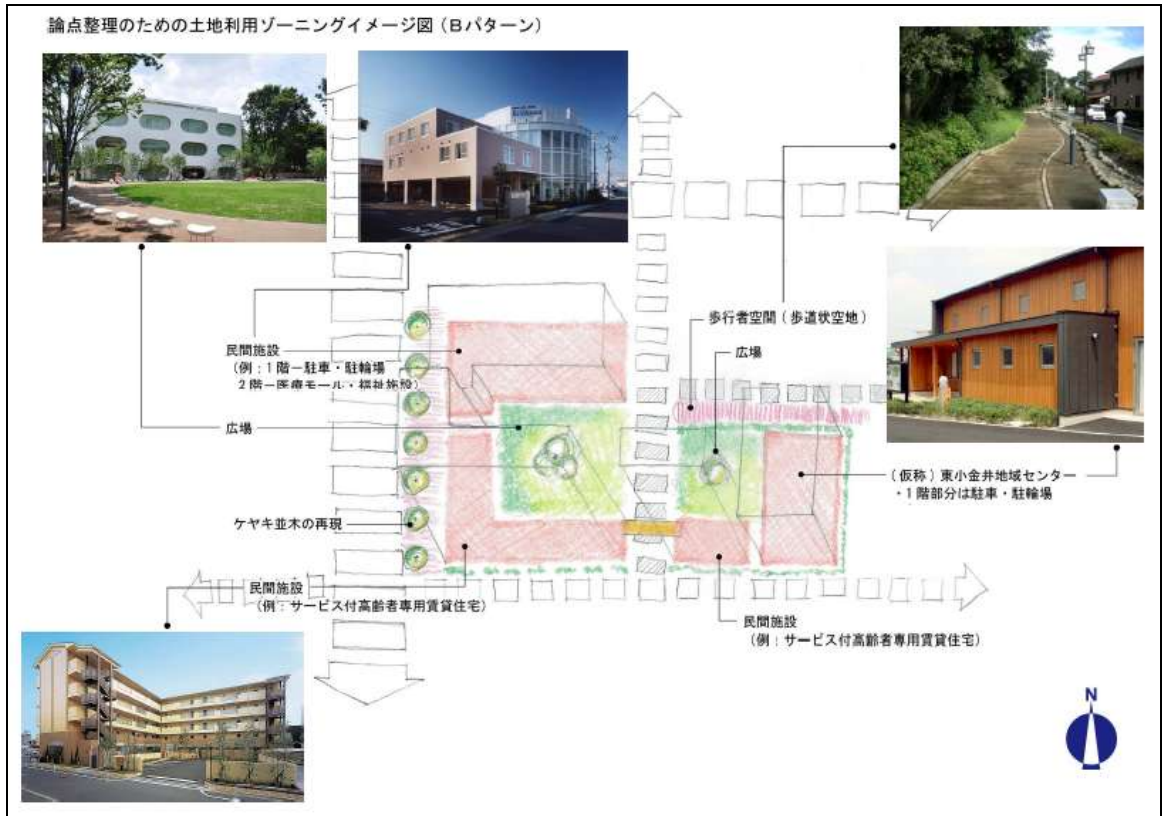 論点整理のための土地利用ゾーニングイメージ図（Bパターン）
歩行者空間（歩道状空地）
民間施設
（例：１階－駐車・駐輪場
２階－医療モール・福祉施設）
広場
広場
（仮称）東小金井地域センター
・１階部分は駐車・駐輪場
ケヤキ並木の再現
民間施設
（例：サービス付高齢者専用賃貸住宅）
民間施設
（例：サービス付高齢者専用賃貸住宅）
N